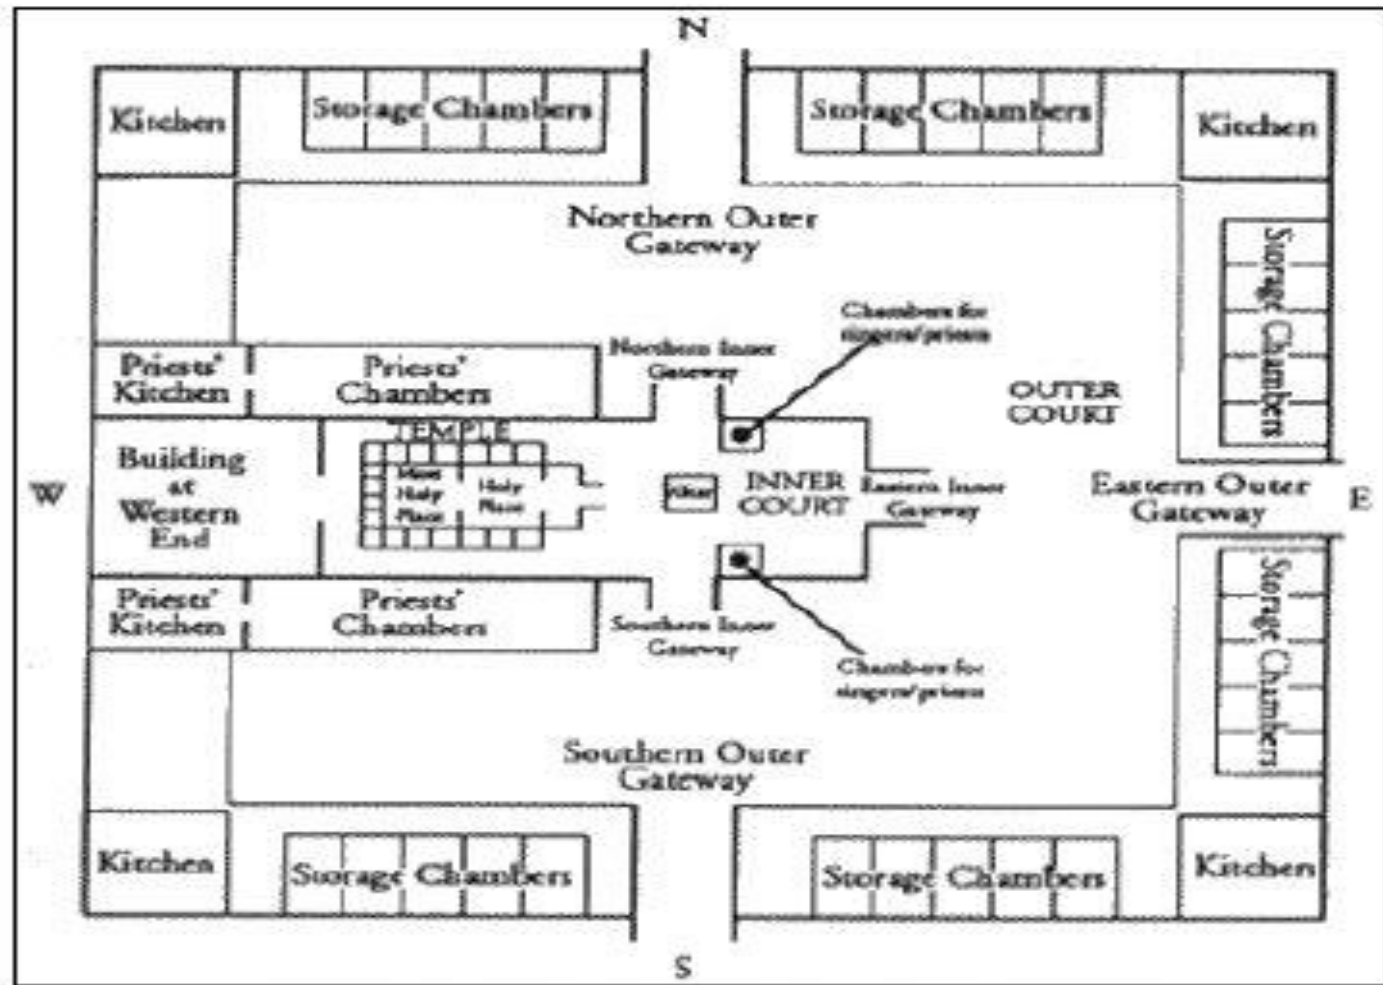 N
Kitchen
Storage Chambers
Storage Chambers
Kitchen
Northern Outer
Gateway
Storage Chambers
Chambers for
singers/priests
Northern Inner
Gateway
Priests'
Kitchen
Priests'
Chambers
OUTER
COURT
TEMPLE
Building
at
Western
End
Most
Holy
Place
Holy
Place
Altar
INNER
COURT
Eastern Inner
Gateway
Eastern Outer
Gateway
W
E
Priests'
Kitchen
Priests'
Chambers
Southern Inner
Gateway
Storage Chambers
Chambers for
singers/priests
Southern Outer
Gateway
Kitchen
Storage Chambers
Storage Chambers
Kitchen
S